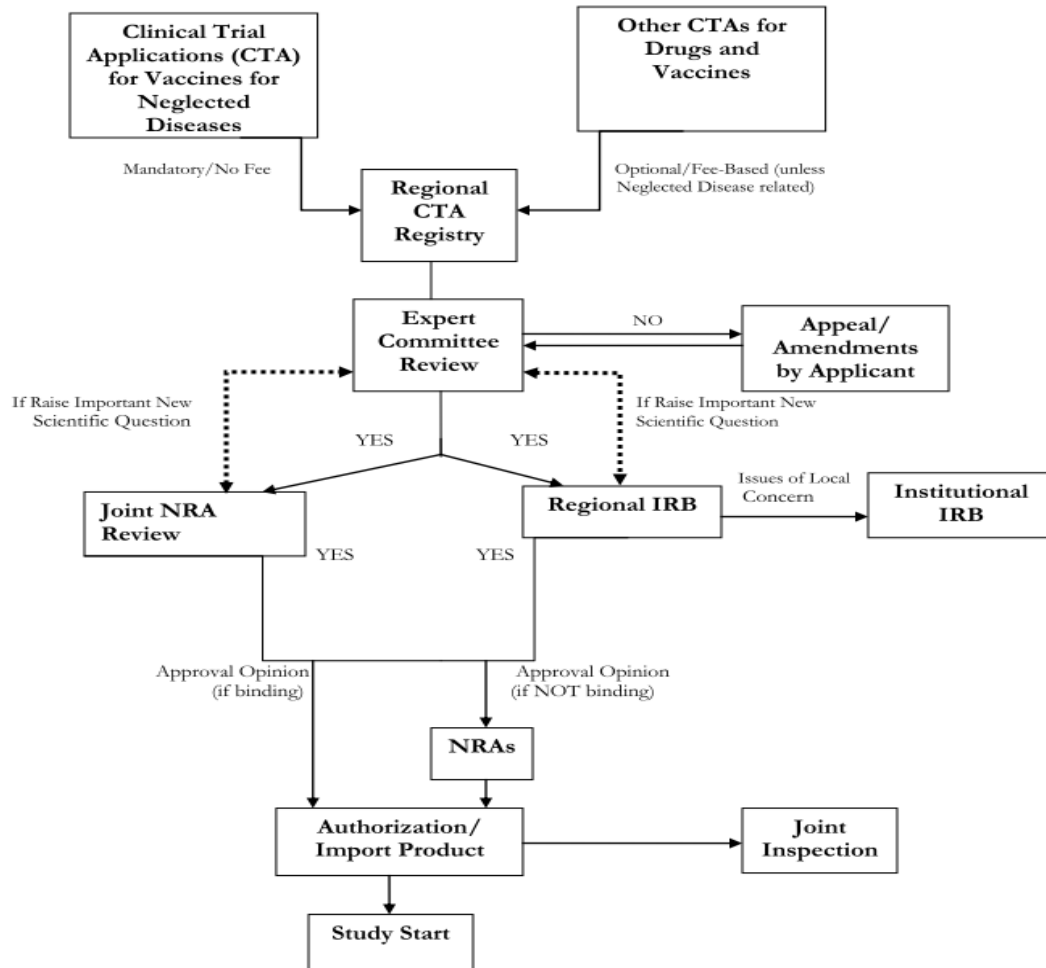 Clinical Trial
Applications (CTA)
for Vaccines for
Neglected
Diseases
Other CTAs for
Drugs and
Vaccines
Mandatory/No Fee
Optional/Fee-Based (unless
Neglected Disease related)
Regional
CTA
Registry
Expert
Committee
Review
NO
Appeal/
Amendments
by Applicant
If Raise Important New
Scientific Question
If Raise Important New
Scientific Question
YES
YES
Joint NRA
Review
Regional IRB
Issues of Local
Concern
Institutional
IRB
YES
YES
Approval Opinion
(if binding)
Approval Opinion
(if NOT binding)
NRAs
Authorization/
Import Product
Joint
Inspection
Study Start